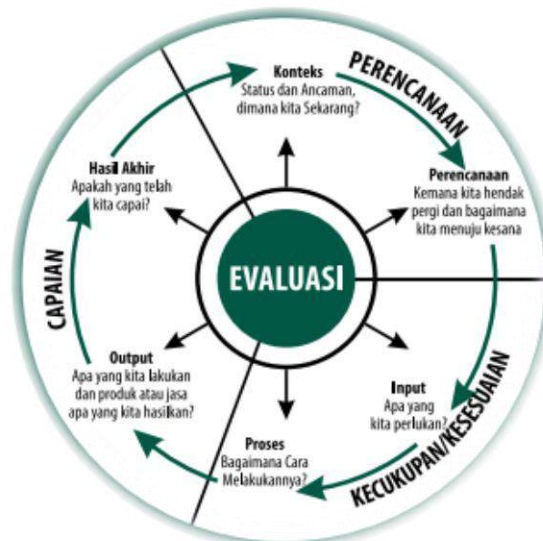 Konteks
Status dan Ancaman,
dimana kita Sekarang?
PERENCANAAN
Perencanaan
Kemana kita hendak
pergi dan bagaimana
kita menuju kesana
Input
Apa yang
kita perlukan?
KECUKUPAN/KESESUAIAN
Proses
Bagaimana Cara
Melakukannya?
Output
Apa yang kita lakukan
dan produk atau jasa
apa yang kita hasilkan?
CAPAIAN
Hasil Akhir
Apakah yang telah
kita capai?
EVALUASI